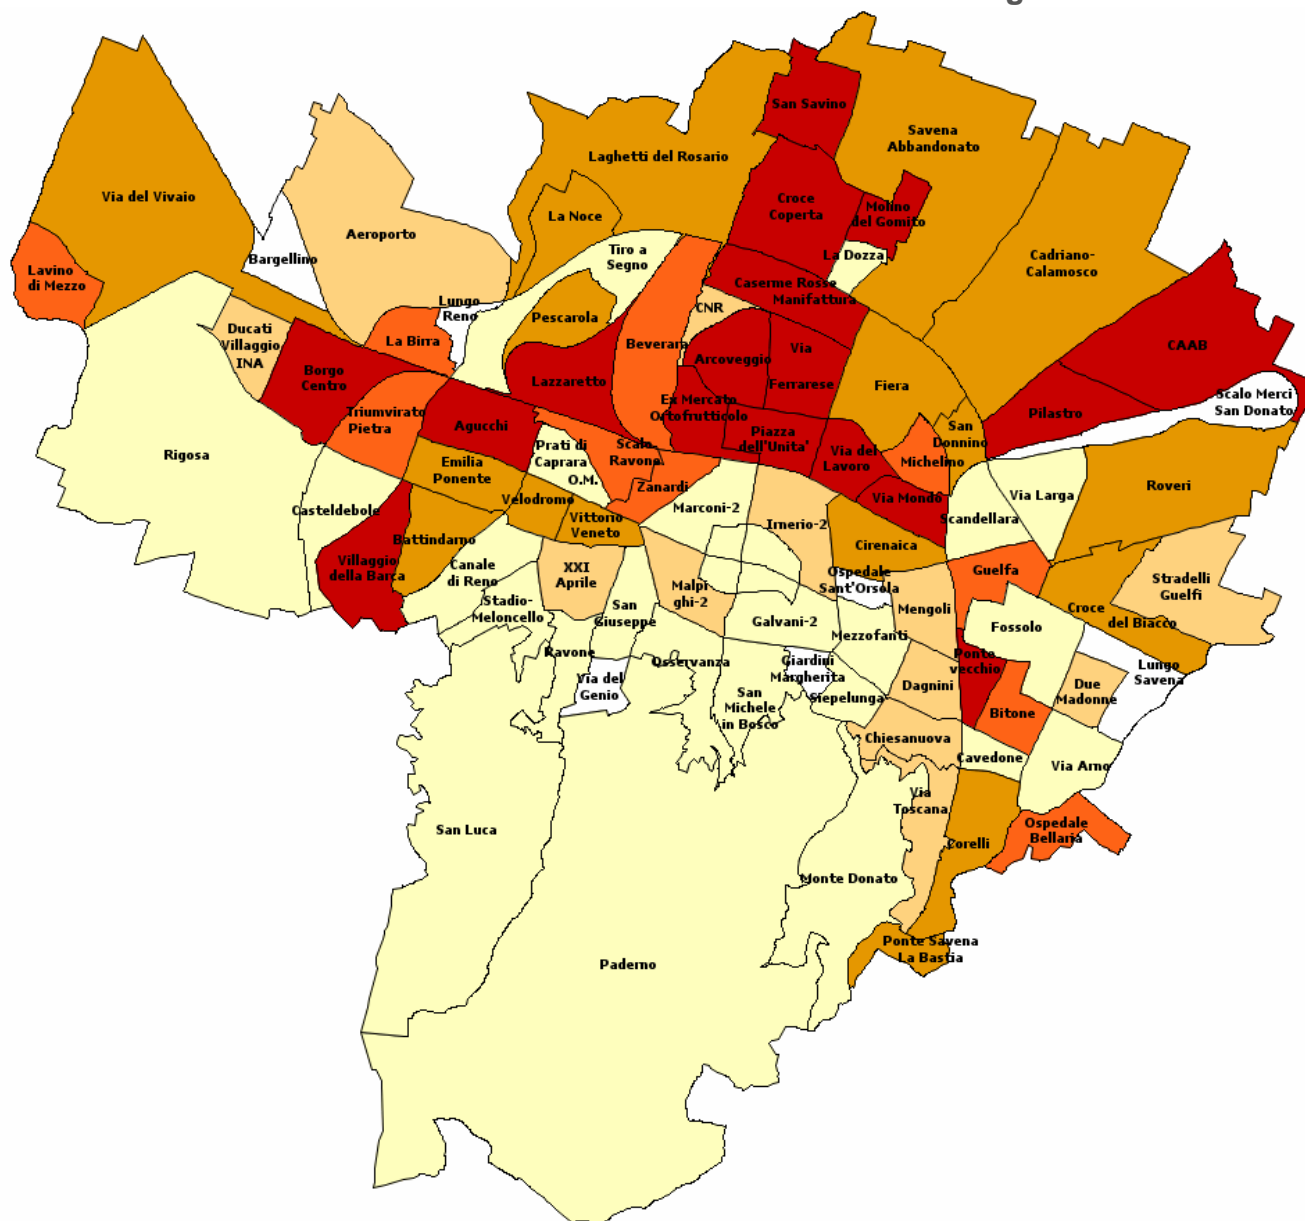 San Savino
Savena
Abbandonato
Laghetti del Rosario
Via del Vivaio
Croce
Coperta
Molino
del Gomito
La Noce
Aeroporto
Tiro a
Segno
La Dozza
Cadriano-
Calamosco
Bargellino
Lavino
di Mezzo
Caserme Rosse
Manifattura
Lungo
Reno
CNR
Pescarola
Ducati
Villaggio
INA
La Birra
Beverara
Arcoveggio
Via
Ferrarese
CAAB
Borgo
Centro
Lazzaretto
Fiera
Scalo Merci
San Donato
Triumvirato
Pietra
Agucchi
Ex Mercato
Ortofrutticolo
Pilastro
San
Donnino
Piazza
dell'Unita'
Prati di
Caprara
O.M.
Scalo-
Ravone
Via del
Lavoro
Michelino
Rigosa
Emilia
Ponente
Zanardi
Roveri
Velodromo
Via Mondo
Via Larga
Casteldebole
Vittorio
Veneto
Marconi-2
Irnerio-2
Scandellara
Battindarno
Cirenaica
Villaggio
della Barca
Canale
di Reno
XXI
Aprile
Malpi
ghi-2
Ospedale
Sant'Orsola
Guelfa
Stradelli
Guelfi
Stadio-
Meloncello
San
Giuseppe
Galvani-2
Mezzofanti
Mengoli
Fossolo
Croce
del Biacco
Ravone
Osservanza
Giardini
Margherita
Ponte
vecchio
Lungo
Savena
Via del
Genio
San
Michele
in Bosco
Siepelunga
Dagnini
Bitone
Due
Madonne
Chiesanuova
Cavedone
Via Arno
Via
Toscana
San Luca
Corelli
Ospedale
Bellaria
Monte Donato
Ponte Savena
La Bastia
Paderno